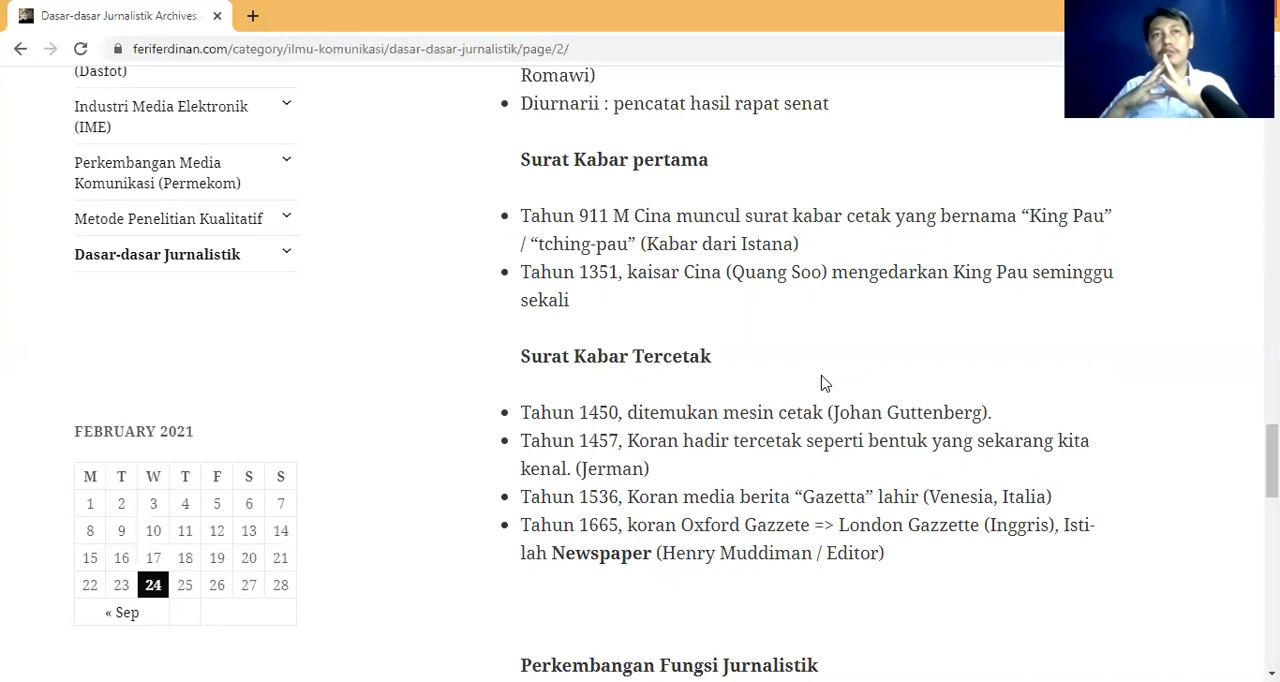 Dasar-dasar Jurnalistik Archives
feriferdinan.com/category/ilmu-komunikasi/dasar-dasar-jurnalistik/page/2/
(Dasfot)
Industri Media Elektronik
(IME)
Perkembangan Media
Komunikasi (Permekom)
Metode Penelitian Kualitatif
Dasar-dasar Jurnalistik
FEBRUARY 2021
M T W T F S S
1 2 3 4 5 6 7
8 9 10 11 12 13 14
15 16 17 18 19 20 21
22 23 24 25 26 27 28
« Sep
Romawi)
• Diurnarii : pencatat hasil rapat senat
Surat Kabar pertama
• Tahun 911 M Cina muncul surat kabar cetak yang bernama “King Pau”
/ “tching-pau” (Kabar dari Istana)
• Tahun 1351, kaisar Cina (Quang Soo) mengedarkan King Pau seminggu
sekali
Surat Kabar Tercetak
• Tahun 1450, ditemukan mesin cetak (Johan Guttenberg).
• Tahun 1457, Koran hadir tercetak seperti bentuk yang sekarang kita
kenal. (Jerman)
• Tahun 1536, Koran media berita “Gazetta” lahir (Venesia, Italia)
• Tahun 1665, koran Oxford Gazzete => London Gazzette (Inggris), Isti-
lah Newspaper (Henry Muddiman / Editor)
Perkembangan Fungsi Jurnalistik